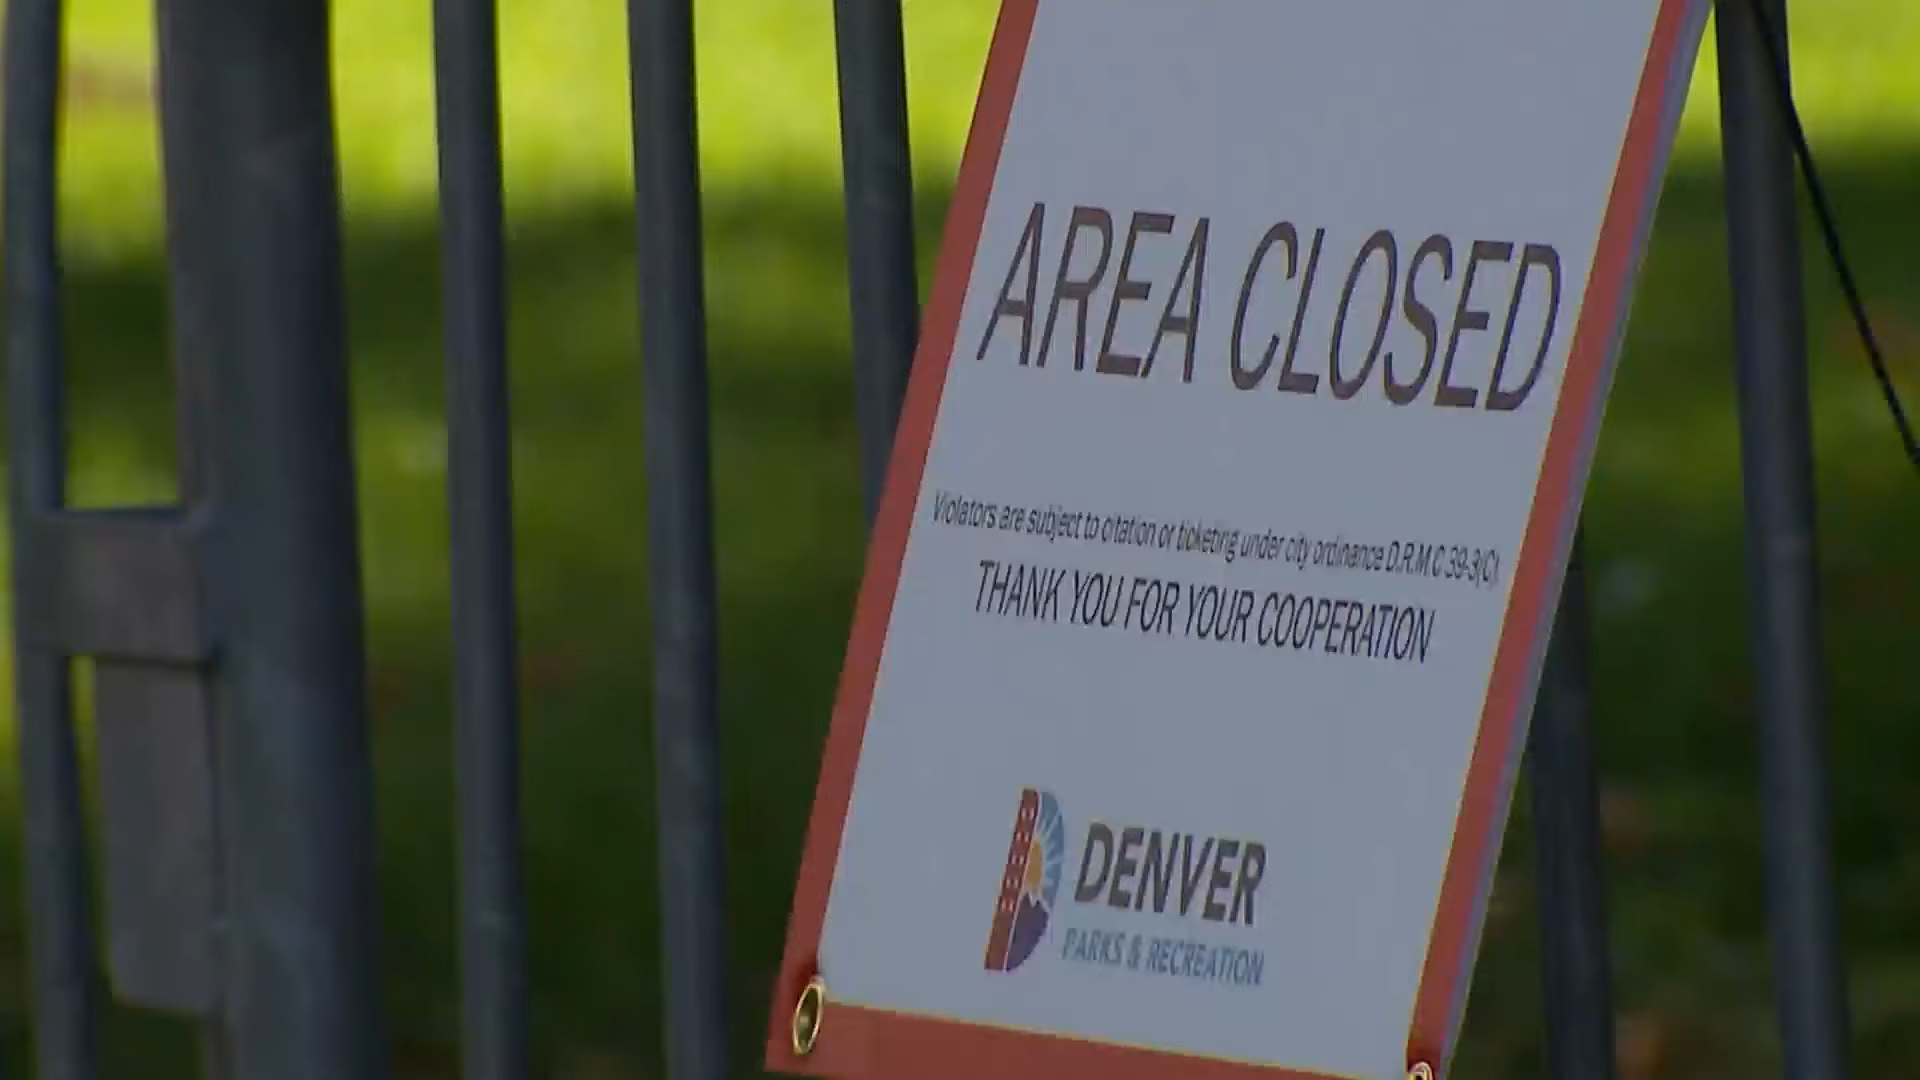 AREA CLOSED
Violators are subject to citation or ticketing under city ordinance D.R.M.C 39-3(C).
THANK YOU FOR YOUR COOPERATION
DENVER
PARKS & RECREATION